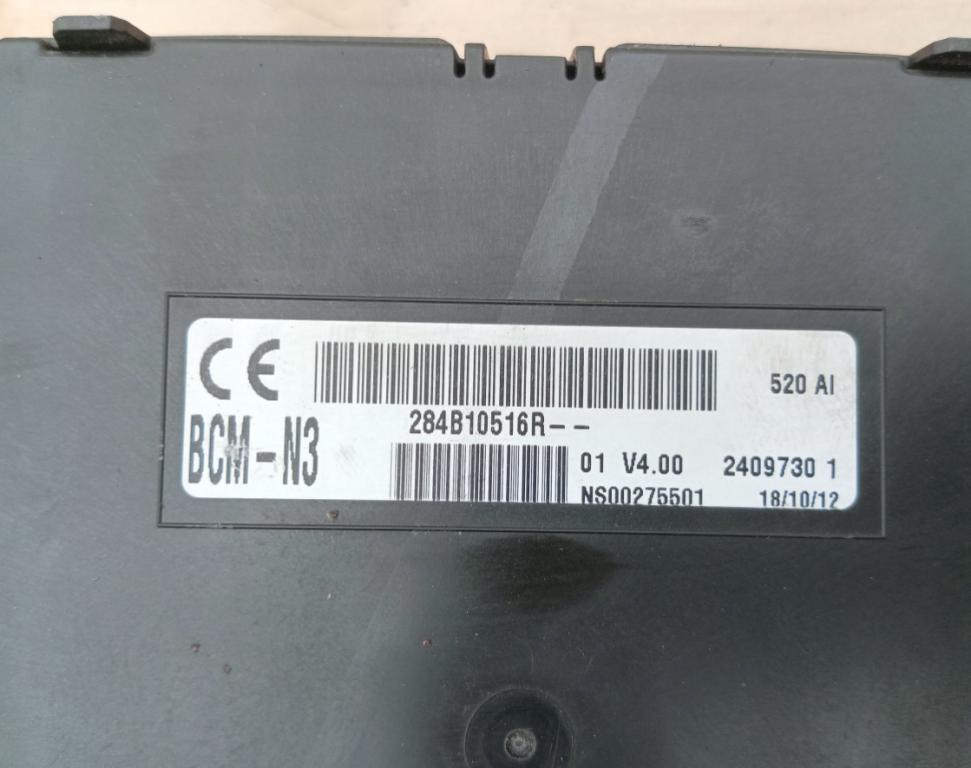 CE 520 AI
284B10516R--
BCM-N3
01 V4.00 2409730 1
NS00275501 18/10/12